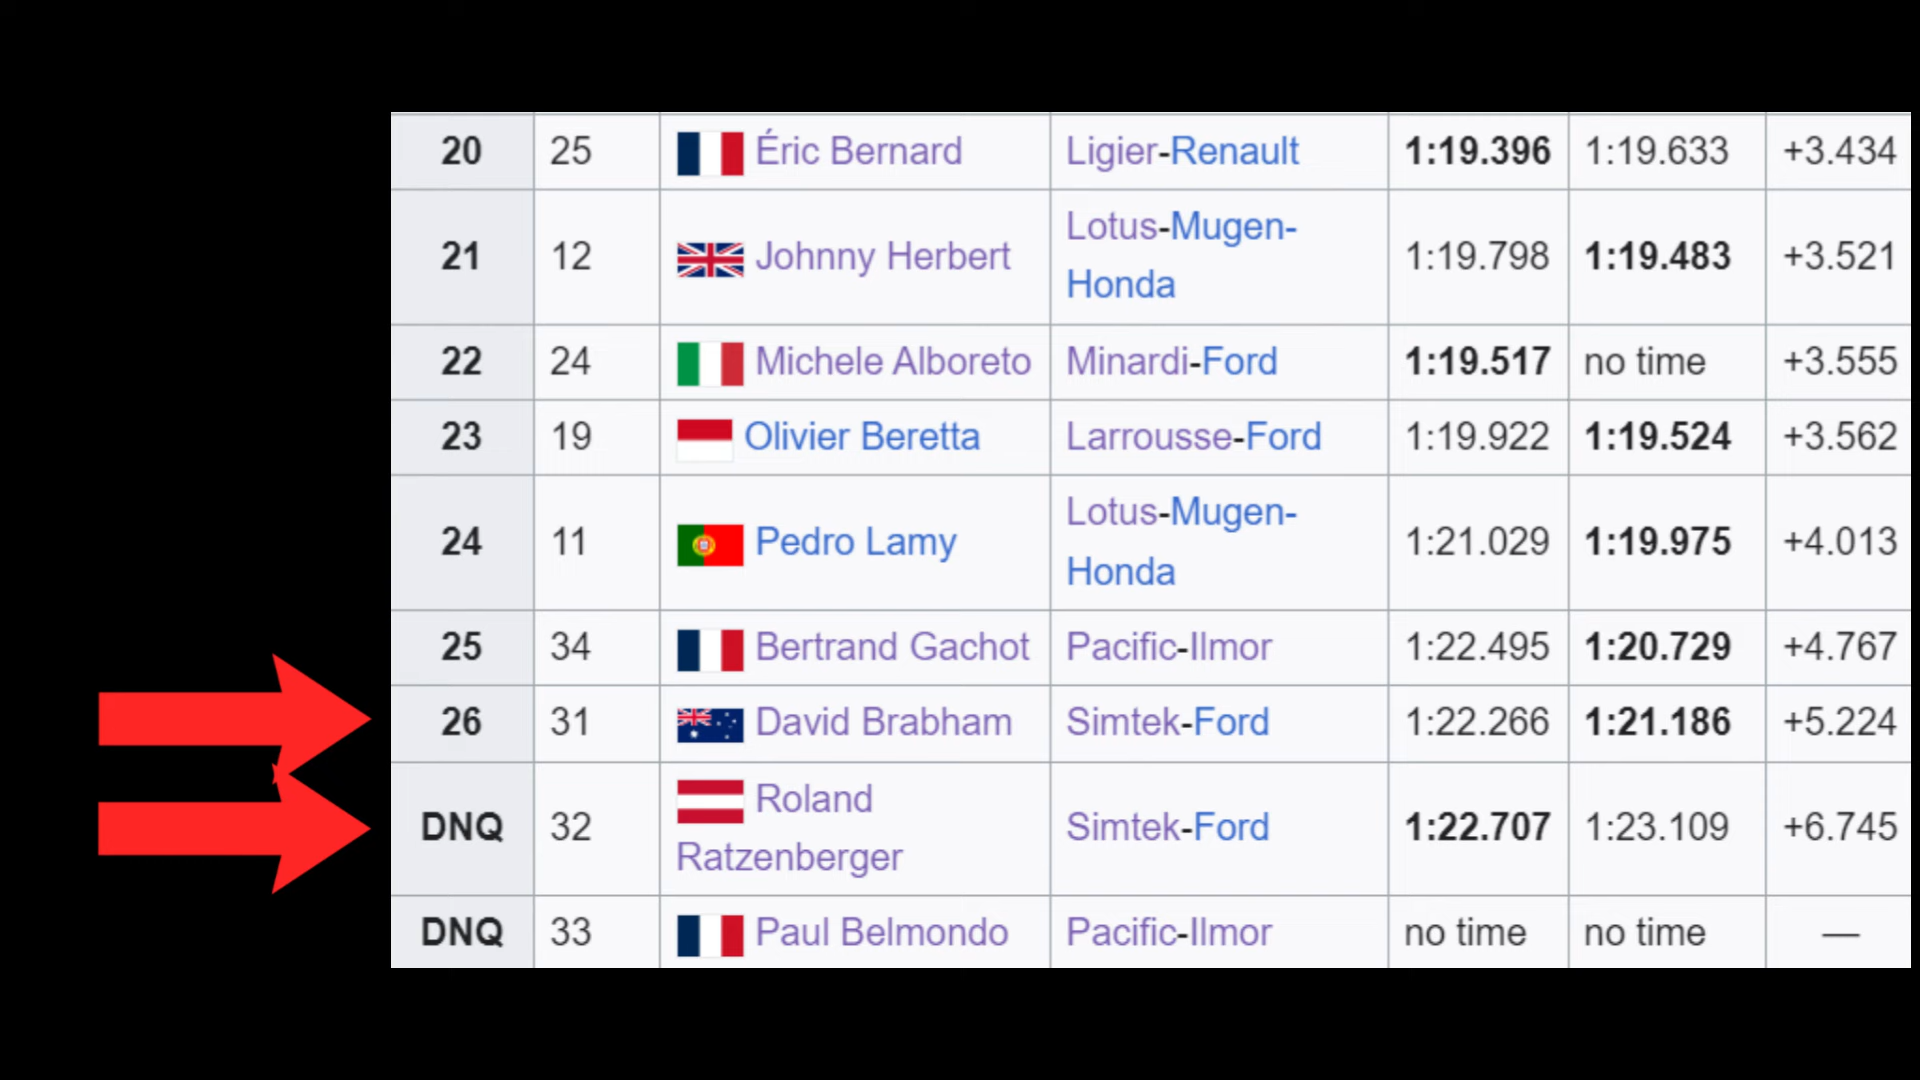 20 25 Éric Bernard Ligier-Renault 1:19.396 1:19.633 +3.434
21 12 Johnny Herbert Lotus-Mugen-
Honda 1:19.798 1:19.483 +3.521
22 24 Michele Alboreto Minardi-Ford 1:19.517 no time +3.555
23 19 Olivier Beretta Larrousse-Ford 1:19.922 1:19.524 +3.562
24 11 Pedro Lamy Lotus-Mugen-
Honda 1:21.029 1:19.975 +4.013
25 34 Bertrand Gachot Pacific-Ilmor 1:22.495 1:20.729 +4.767
26 31 David Brabham Simtek-Ford 1:22.266 1:21.186 +5.224
DNQ 32 Roland
Ratzenberger Simtek-Ford 1:22.707 1:23.109 +6.745
DNQ 33 Paul Belmondo Pacific-Ilmor no time no time —